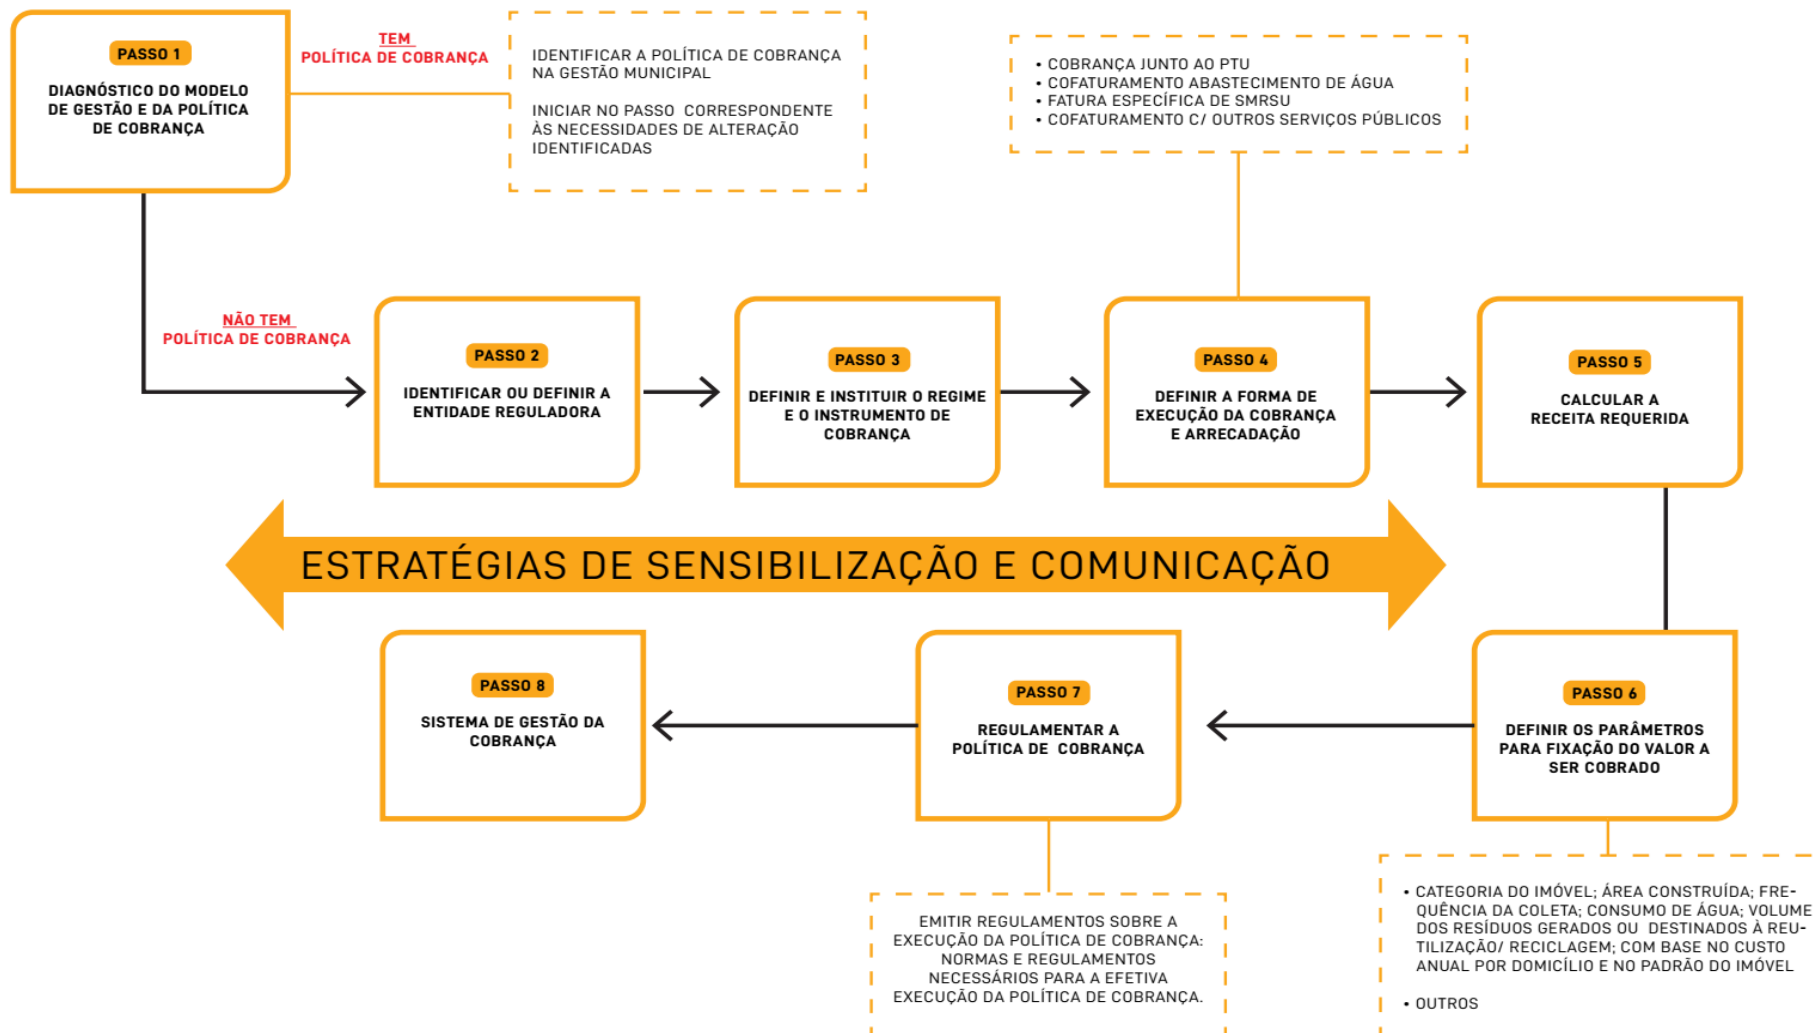 PASSO 1
DIAGNÓSTICO DO MODELO
DE GESTÃO E DA POLÍTICA
DE COBRANÇA
TEM
POLÍTICA DE COBRANÇA
IDENTIFICAR A POLÍTICA DE COBRANÇA
NA GESTÃO MUNICIPAL
INICIAR NO PASSO CORRESPONDENTE
ÀS NECESSIDADES DE ALTERAÇÃO
IDENTIFICADAS
• COBRANÇA JUNTO AO PTU
• COFATURAMENTO ABASTECIMENTO DE ÁGUA
• FATURA ESPECÍFICA DE SMRSU
• COFATURAMENTO C/ OUTROS SERVIÇOS PÚBLICOS
NÃO TEM
POLÍTICA DE COBRANÇA
PASSO 2
IDENTIFICAR OU DEFINIR A
ENTIDADE REGULADORA
PASSO 3
DEFINIR E INSTITUIR O REGIME
E O INSTRUMENTO DE
COBRANÇA
PASSO 4
DEFINIR A FORMA DE
EXECUÇÃO DA COBRANÇA
E ARRECADAÇÃO
PASSO 5
CALCULAR A
RECEITA REQUERIDA
ESTRATÉGIAS DE SENSIBILIZAÇÃO E COMUNICAÇÃO
PASSO 8
SISTEMA DE GESTÃO DA
COBRANÇA
PASSO 7
REGULAMENTAR A
POLÍTICA DE COBRANÇA
PASSO 6
DEFINIR OS PARÂMETROS
PARA FIXAÇÃO DO VALOR A
SER COBRADO
EMITIR REGULAMENTOS SOBRE A
EXECUÇÃO DA POLÍTICA DE COBRANÇA:
NORMAS E REGULAMENTOS
NECESSÁRIOS PARA A EFETIVA
EXECUÇÃO DA POLÍTICA DE COBRANÇA.
• CATEGORIA DO IMÓVEL; ÁREA CONSTRUÍDA; FRE-
QUÊNCIA DA COLETA; CONSUMO DE ÁGUA; VOLUME
DOS RESÍDUOS GERADOS OU DESTINADOS À REU-
TILIZAÇÃO/ RECICLAGEM; COM BASE NO CUSTO
ANUAL POR DOMICÍLIO E NO PADRÃO DO IMÓVEL
• OUTROS